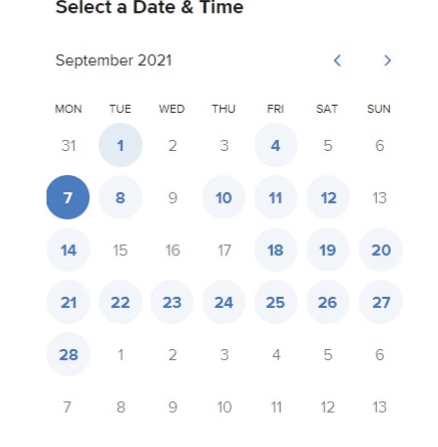 Select a Date & Time
September 2021
MON TUE WED THU FRI SAT SUN
31 1 2 3 4 5 6
7 8 9 10 11 12 13
14 15 16 17 18 19 20
21 22 23 24 25 26 27
28 1 2 3 4 5 6
7 8 9 10 11 12 13